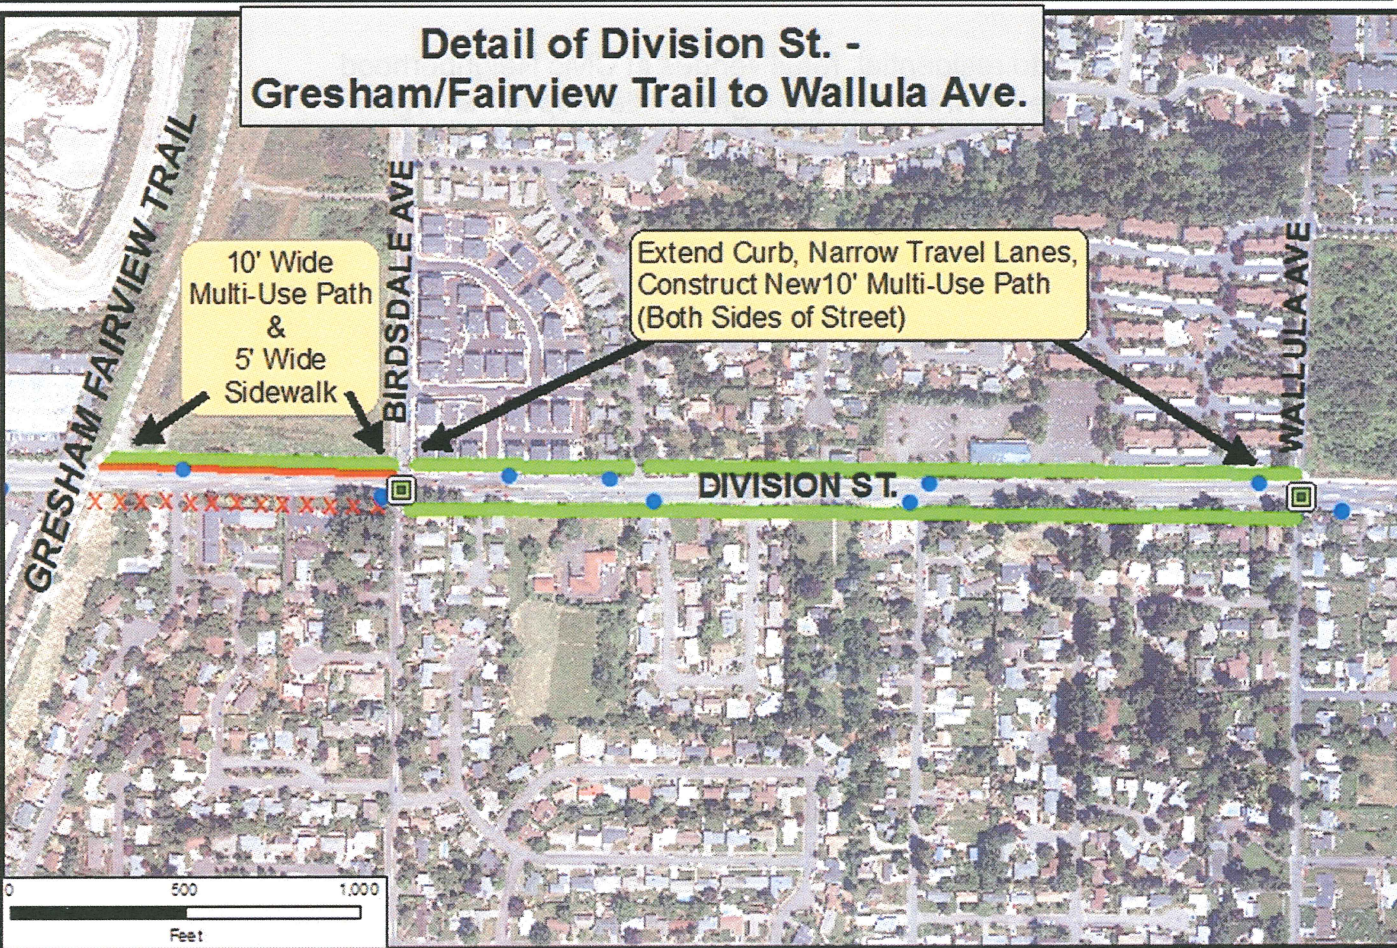 Detail of Division St. -
Gresham/Fairview Trail to Wallula Ave.
GRESHAM FAIRVIEW TRAIL
10' Wide
Multi-Use Path
&
5' Wide
Sidewalk
BIRDSDALE AVE
Extend Curb, Narrow Travel Lanes,
Construct New10' Multi-Use Path
(Both Sides of Street)
WALLULA AVE
DIVISION ST.
X X X X X X X X X X X X X
0 500 1,000
Feet